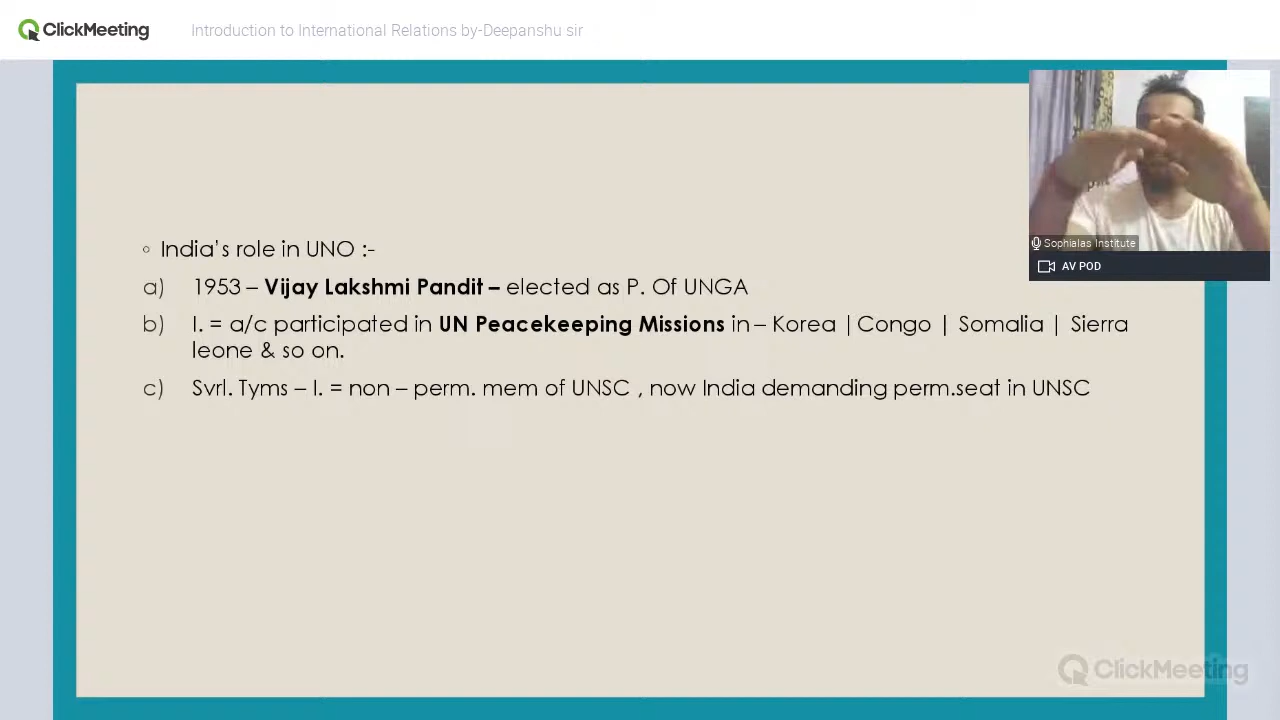 ClickMeeting
Introduction to International Relations by-Deepanshu sir
Sophialas Institute
AV POD
◦ India's role in UNO :-
a) 1953 – Vijay Lakshmi Pandit – elected as P. Of UNGA
b) I. = a/c participated in UN Peacekeeping Missions in – Korea |Congo | Somalia | Sierra
leone & so on.
c) Svrl. Tyms – I. = non – perm. mem of UNSC , now India demanding perm.seat in UNSC
ClickMeeting